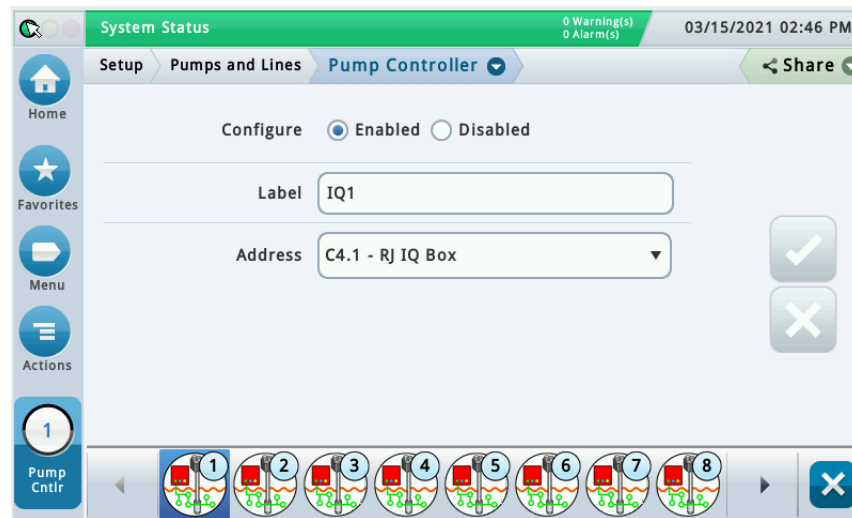 System Status
0 Warning(s)
0 Alarm(s)
03/15/2021 02:46 PM
Setup Pumps and Lines Pump Controller Share
Home
Configure Enabled Disabled
Favorites
Label IQ1
Address C4.1 - RJ IQ Box
Menu
Actions
1
Pump
Cntlr
1 2 3 4 5 6 7 8